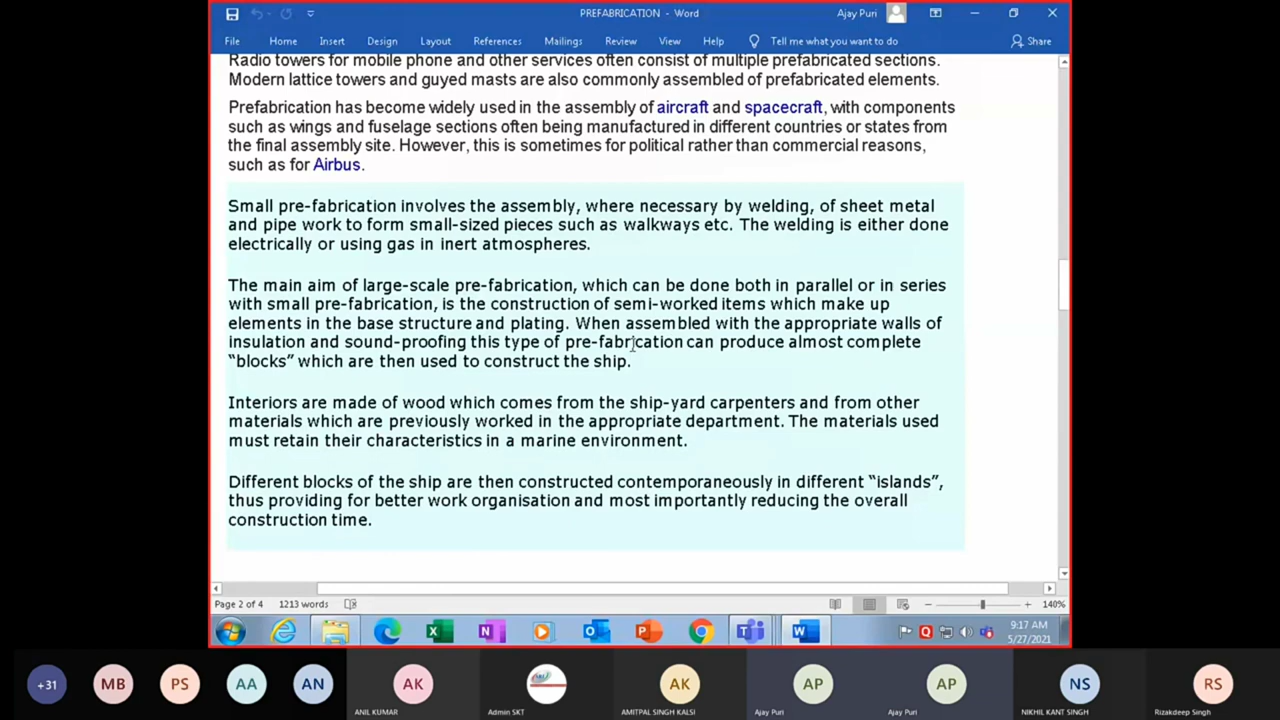 PREFABRICATION - Word
Ajay Puri
File Home Insert Design Layout References Mailings Review View Help Tell me what you want to do Share
Radio towers for mobile phone and other services often consist of multiple prefabricated sections.
Modern lattice towers and guyed masts are also commonly assembled of prefabricated elements.
Prefabrication has become widely used in the assembly of aircraft and spacecraft, with components
such as wings and fuselage sections often being manufactured in different countries or states from
the final assembly site. However, this is sometimes for political rather than commercial reasons,
such as for Airbus.
Small pre-fabrication involves the assembly, where necessary by welding, of sheet metal
and pipe work to form small-sized pieces such as walkways etc. The welding is either done
electrically or using gas in inert atmospheres.
The main aim of large-scale pre-fabrication, which can be done both in parallel or in series
with small pre-fabrication, is the construction of semi-worked items which make up
elements in the base structure and plating. When assembled with the appropriate walls of
insulation and sound-proofing this type of pre-fabrication can produce almost complete
“blocks” which are then used to construct the ship.
Interiors are made of wood which comes from the ship-yard carpenters and from other
materials which are previously worked in the appropriate department. The materials used
must retain their characteristics in a marine environment.
Different blocks of the ship are then constructed contemporaneously in different “islands”,
thus providing for better work organisation and most importantly reducing the overall
construction time.
Page 2 of 4 1213 words 140%
9:17 AM
5/27/2021
+31 MB PS AA AN AK AK AP AP NS RS
ANIL KUMAR Admin SKT AMITPAL SINGH KALSI Ajay Puri Ajay Puri NIKHIL KANT SINGH Rizakdeep Singh